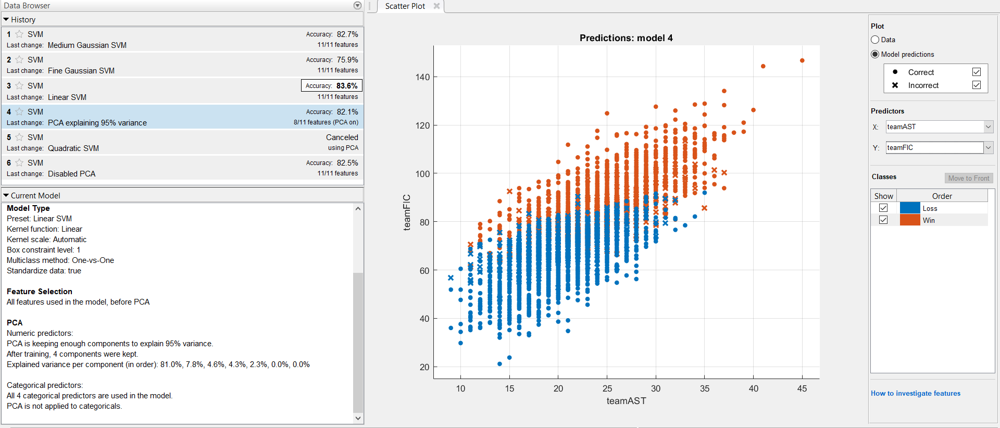 Data Browser
History
1 SVM Accuracy: 82.7%
Last change: Medium Gaussian SVM 11/11 features
2 SVM Accuracy: 75.9%
Last change: Fine Gaussian SVM 11/11 features
3 SVM Accuracy: 83.6%
Last change: Linear SVM 11/11 features
4 SVM Accuracy: 82.1%
Last change: PCA explaining 95% variance 8/11 features (PCA on)
5 SVM Canceled
Last change: Quadratic SVM using PCA
6 SVM Accuracy: 82.5%
Last change: Disabled PCA 11/11 features
Current Model
Model Type
Preset: Linear SVM
Kernel function: Linear
Kernel scale: Automatic
Box constraint level: 1
Multiclass method: One-vs-One
Standardize data: true
Feature Selection
All features used in the model, before PCA
PCA
Numeric predictors:
PCA is keeping enough components to explain 95% variance.
After training, 4 components were kept.
Explained variance per component (in order): 81.0%, 7.8%, 4.6%, 4.3%, 2.3%, 0.0%, 0.0%
Categorical predictors:
All 4 categorical predictors are used in the model.
PCA is not applied to categoricals.
Scatter Plot
Predictions: model 4
140
120
100
80
60
40
20
teamFIC
10 15 20 25 30 35 40 45
teamAST
Plot
Data
Model predictions
Correct
Incorrect
Predictors
X: teamAST
Y: teamFIC
Classes Move to Front
Show Order
Loss
Win
How to investigate features